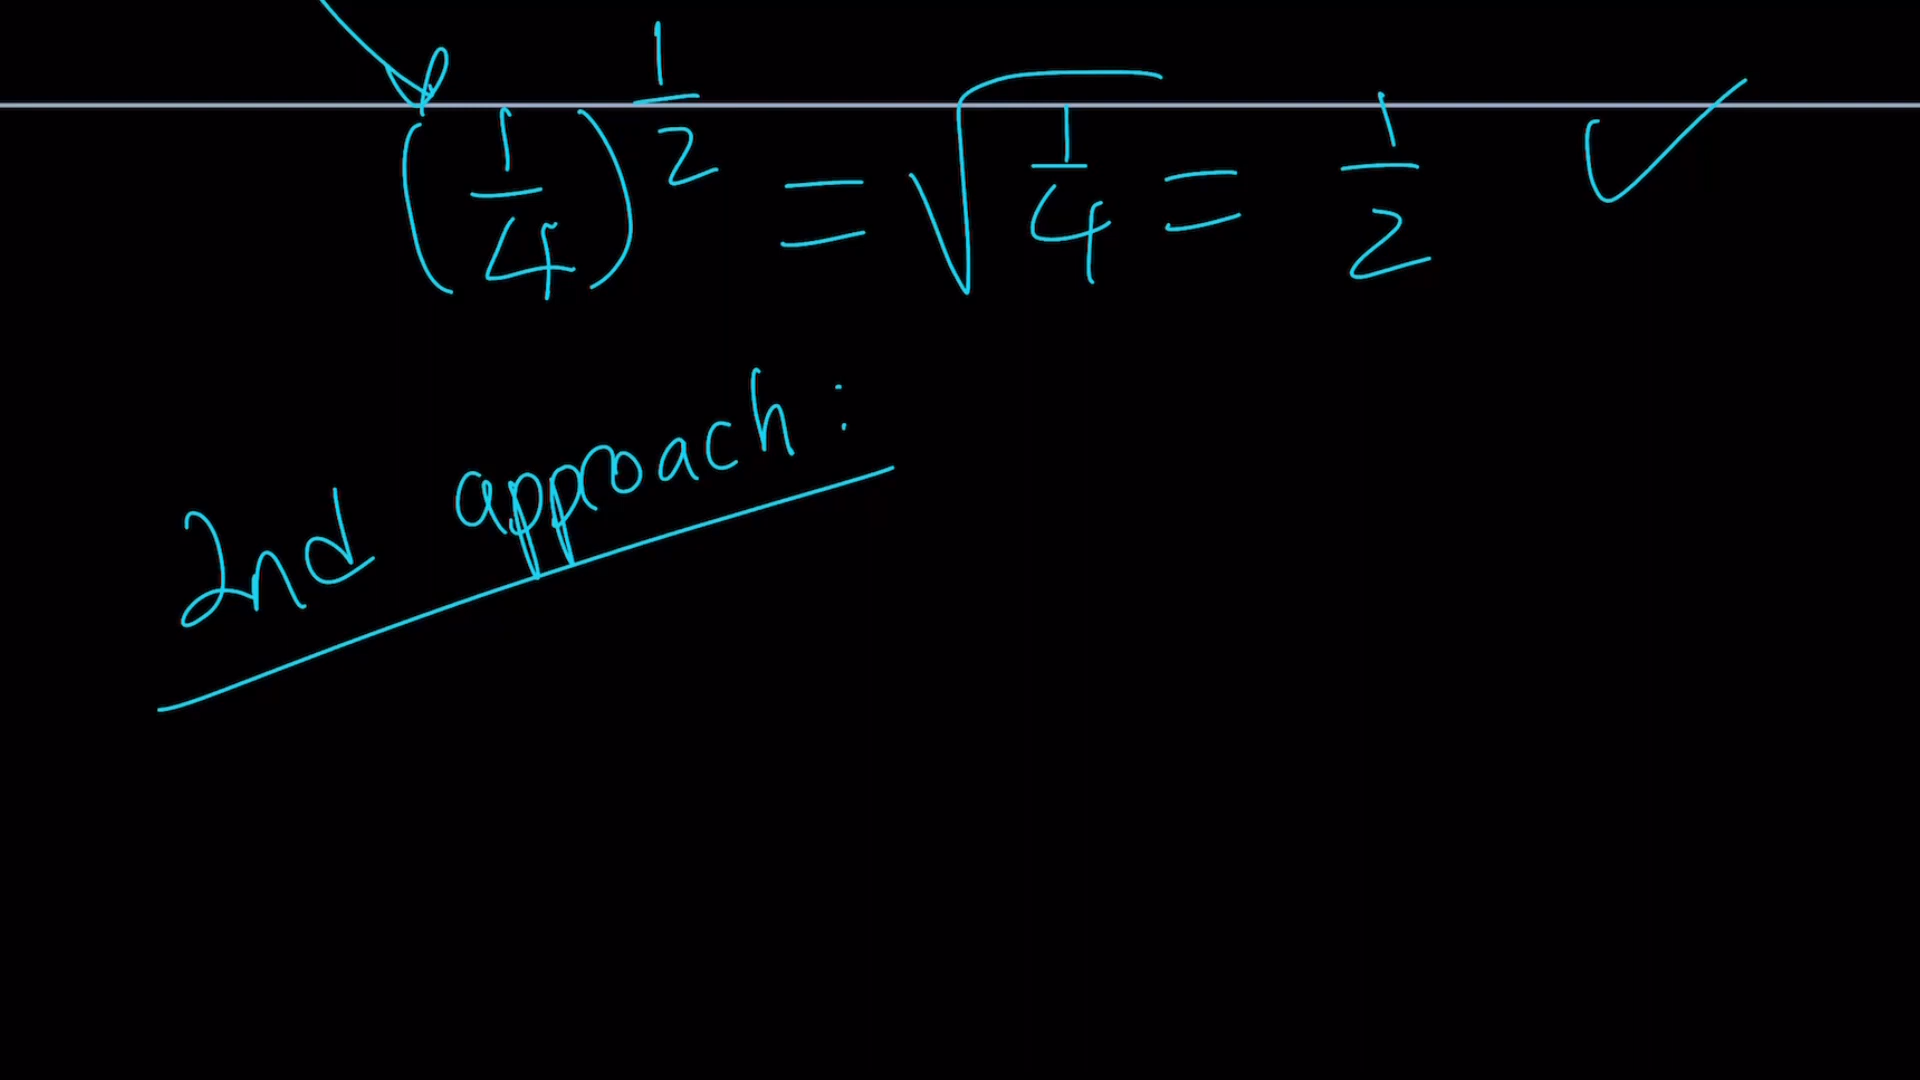 (1/4)^1/2 = √1/4 = 1/2 ✓
2nd approach: